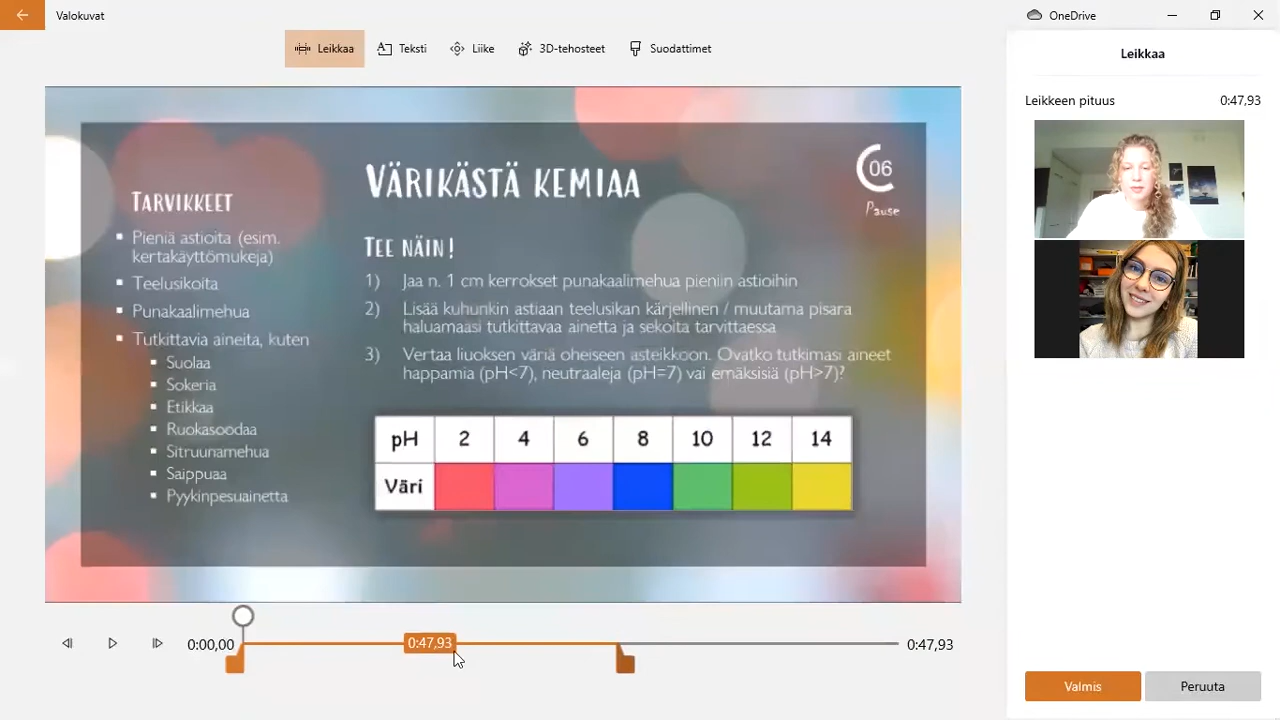 Valokuvat
OneDrive
Leikkaa
Teksti
Liike
3D-tehosteet
Suodattimet
Leikkaa
Leikkeen pituus
0:47,93
TARVIKKEET
▪ Pieniä astioita (esim.
kertakäyttömukeja)
▪ Teelusikoita
▪ Punakaalimehua
▪ Tutkittavia aineita, kuten
▪ Suolaa
▪ Sokeria
▪ Etikkaa
▪ Ruokasoodaa
▪ Sitruunamehua
▪ Saippuaa
▪ Pyykinpesuainetta
VÄRIKÄSTÄ KEMIAA
06
Pause
TEE NÄIN!
1) Jaa n. 1 cm kerrokset punakaalimehua pieniin astioihin
2) Lisää kuhunkin astiaan teelusikan kärjellinen / muutama pisara
haluamaasi tutkittavaa ainetta ja sekoita tarvittaessa
3) Vertaa liuoksen väriä oheiseen asteikkoon. Ovatko tutkimasi aineet
happamia (pH<7), neutraaleja (pH=7) vai emäksisiä (pH>7)?
pH 2 4 6 8 10 12 14
Väri
0:00,00
0:47,93
0:47,93
Valmis
Peruuta